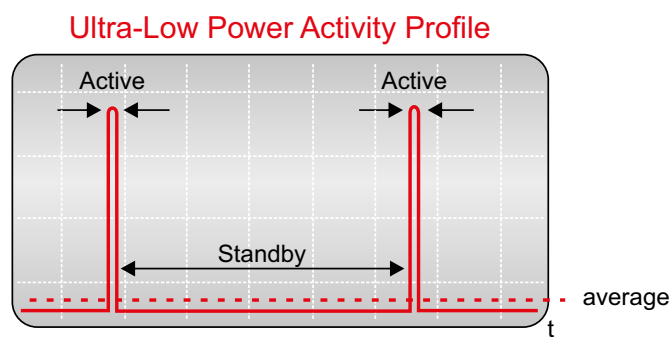 Ultra-Low Power Activity Profile
Active Active
Standby
average
t